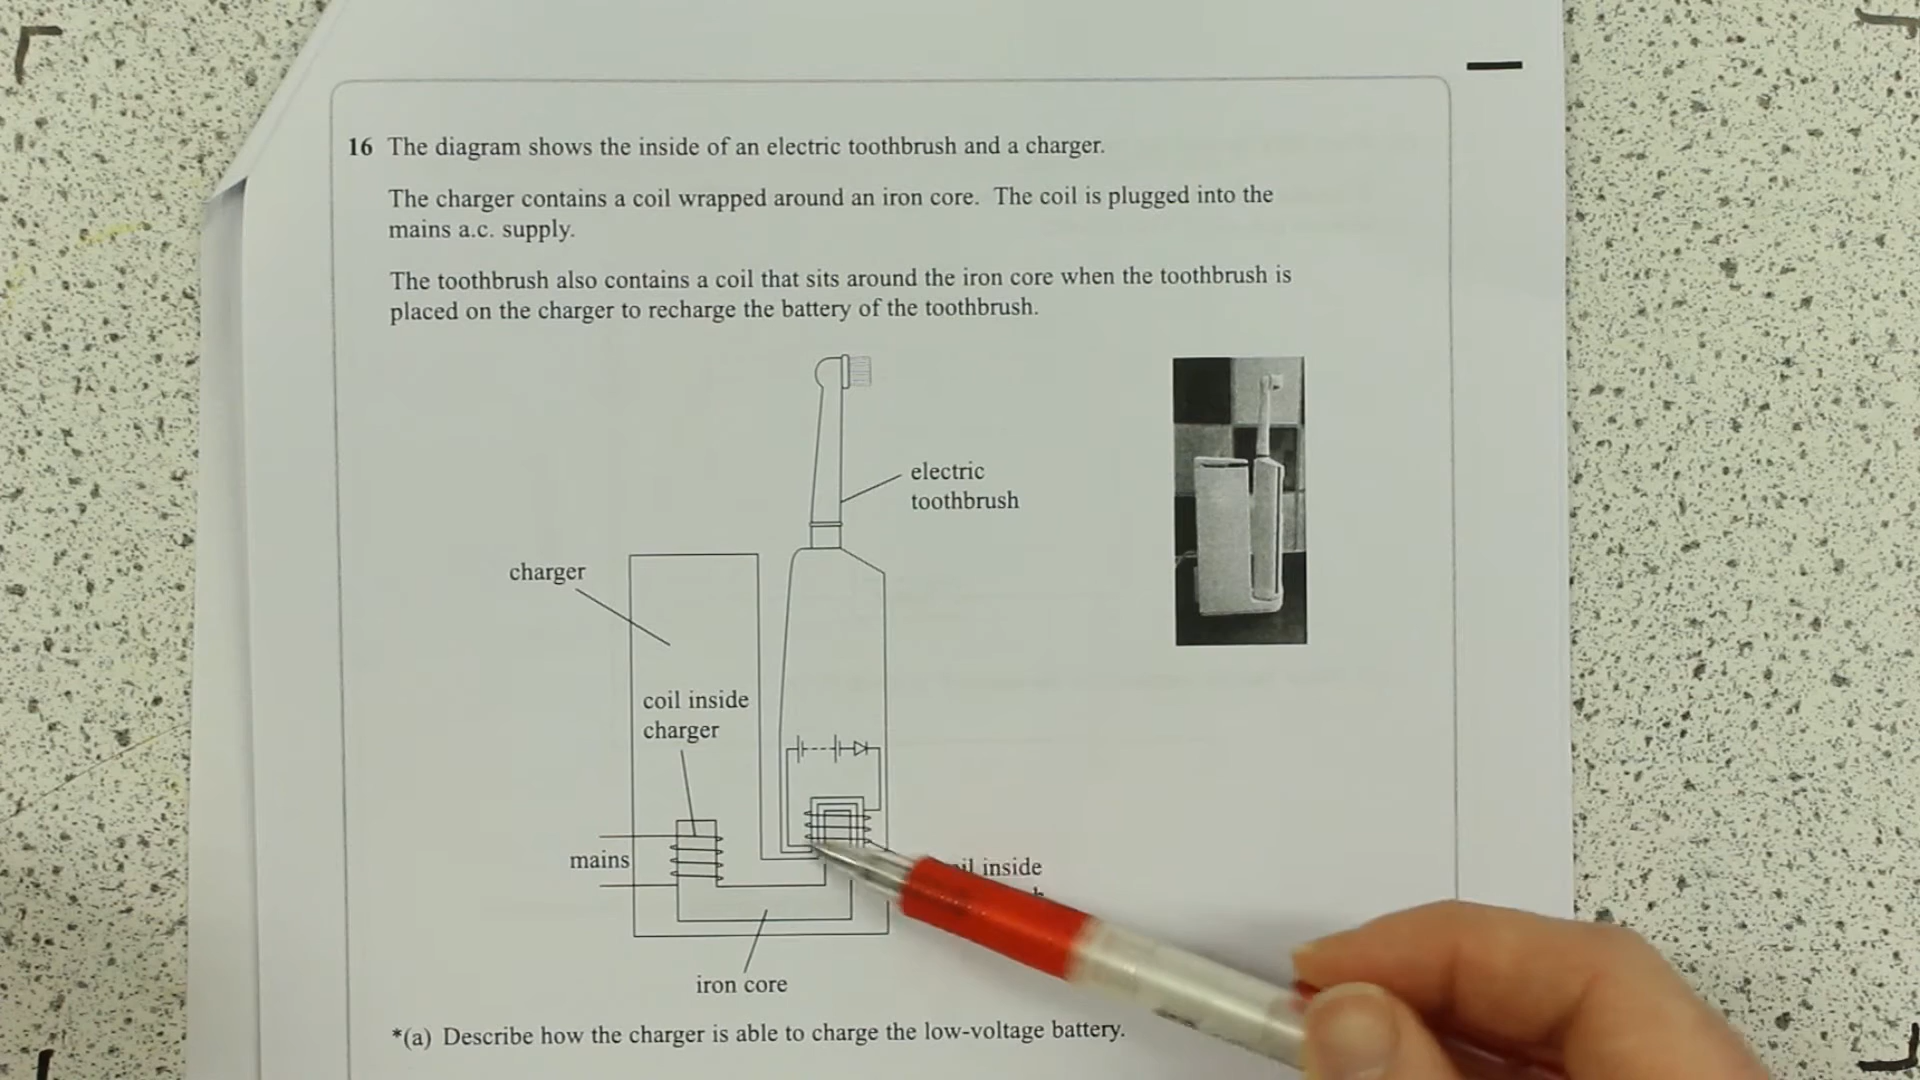 16 The diagram shows the inside of an electric toothbrush and a charger.
The charger contains a coil wrapped around an iron core. The coil is plugged into the
mains a.c. supply.
The toothbrush also contains a coil that sits around the iron core when the toothbrush is
placed on the charger to recharge the battery of the toothbrush.
electric
toothbrush
charger
coil inside
charger
mains
inside
iron core
*(a) Describe how the charger is able to charge the low-voltage battery.